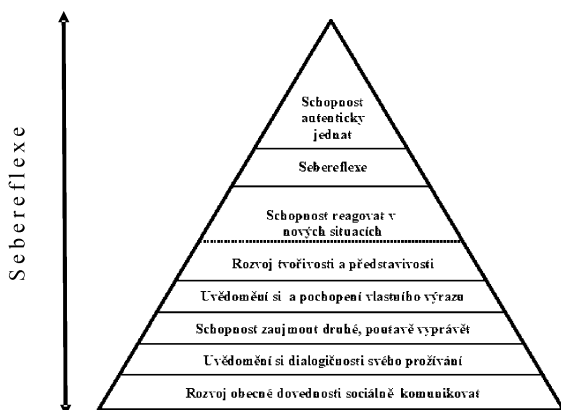 Sebereflexe
Schopnost
autenticky
jednat
Sebereflexe
Schopnost reagovat v
nových situacích
Rozvoj tvořivosti a představivosti
Uvědomění si a pochopení vlastního výrazu
Schopnost zaujmout druhé, poutavě vyprávět
Uvědomění si dialogičnosti svého prožívání
Rozvoj obecné dovednosti sociálně komunikovat